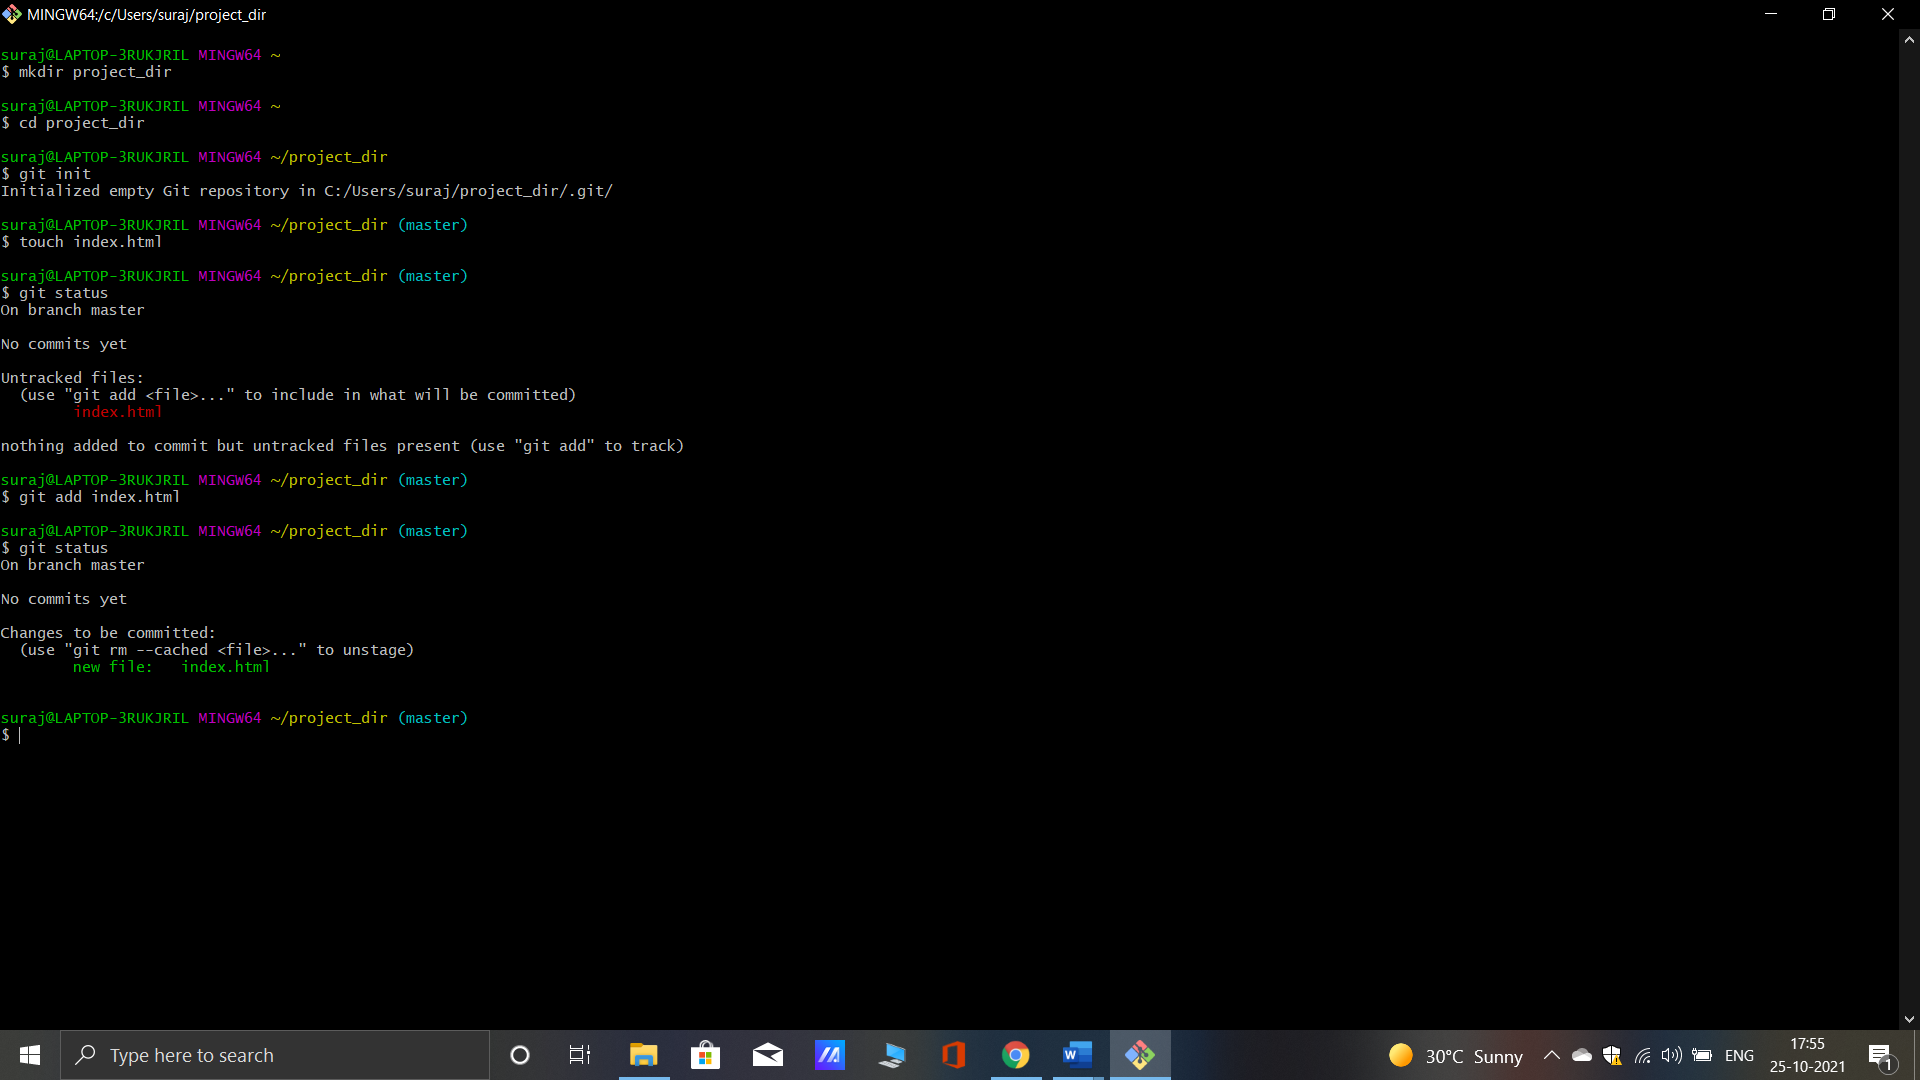 MINGW64:/c/Users/suraj/project_dir
suraj@LAPTOP-3RUKJRIL MINGW64 ~
$ mkdir project_dir
suraj@LAPTOP-3RUKJRIL MINGW64 ~
$ cd project_dir
suraj@LAPTOP-3RUKJRIL MINGW64 ~/project_dir
$ git init
Initialized empty Git repository in C:/Users/suraj/project_dir/.git/
suraj@LAPTOP-3RUKJRIL MINGW64 ~/project_dir (master)
$ touch index.html
suraj@LAPTOP-3RUKJRIL MINGW64 ~/project_dir (master)
$ git status
On branch master
No commits yet
Untracked files:
  (use "git add <file>..." to include in what will be committed)
        index.html
nothing added to commit but untracked files present (use "git add" to track)
suraj@LAPTOP-3RUKJRIL MINGW64 ~/project_dir (master)
$ git add index.html
suraj@LAPTOP-3RUKJRIL MINGW64 ~/project_dir (master)
$ git status
On branch master
No commits yet
Changes to be committed:
  (use "git rm --cached <file>..." to unstage)
        new file:   index.html
suraj@LAPTOP-3RUKJRIL MINGW64 ~/project_dir (master)
$
Type here to search
W
30°C Sunny
ENG
17:55
25-10-2021
1